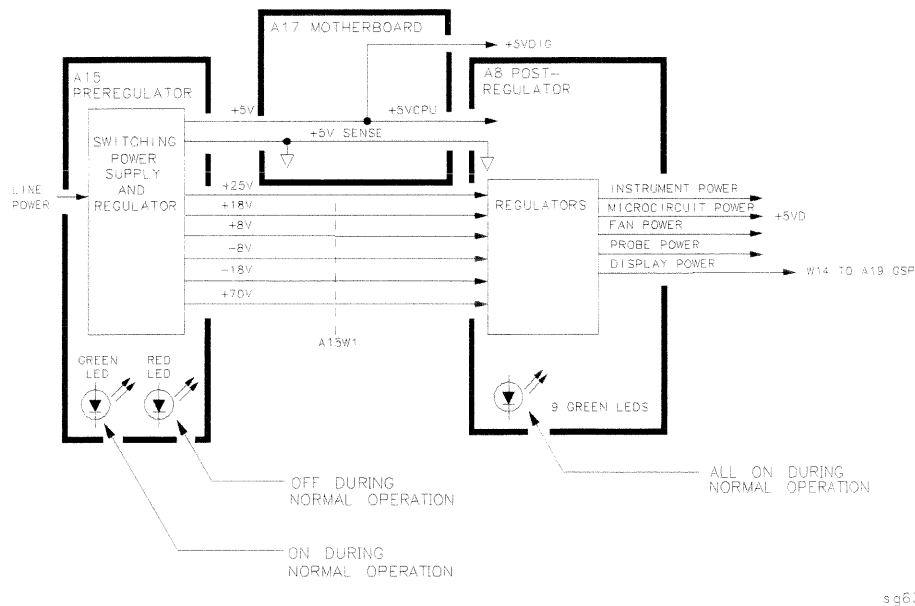 A17 MOTHERBOARD
+5VDIG
A15
PREREGULATOR
A8 POST-
REGULATOR
+5V
+5VCPU
+5V SENSE
SWITCHING
POWER
SUPPLY
AND
REGULATOR
LINE
POWER
+25V
+18V
+8V
-8V
-18V
+70V
REGULATORS
INSTRUMENT POWER
MICROCIRCUIT POWER
+5VD
FAN POWER
PROBE POWER
DISPLAY POWER
W14 TO A19 GSP
A15W1
GREEN
LED
RED
LED
9 GREEN LEDS
OFF DURING
NORMAL OPERATION
ALL ON DURING
NORMAL OPERATION
ON DURING
NORMAL OPERATION